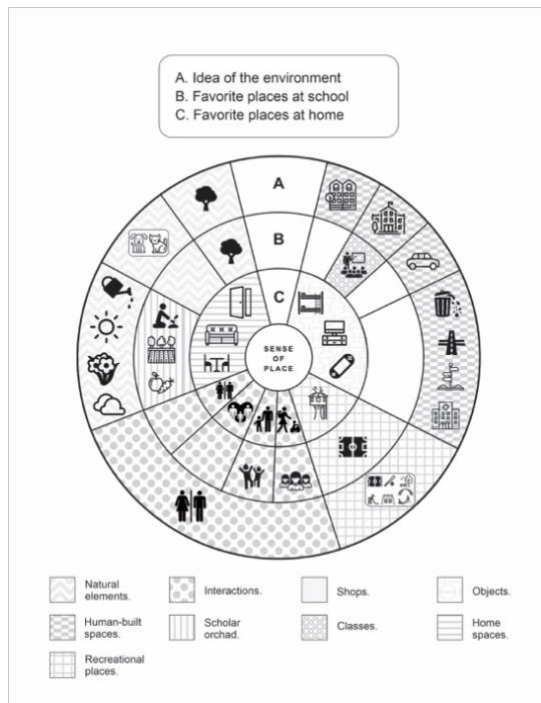 A. Idea of the environment
B. Favorite places at school
C. Favorite places at home
A
B
C
SENSE
OF
PLACE
Natural
elements.
Interactions.
Shops.
Objects.
Human-built
spaces.
Scholar
orchad.
Classes.
Home
spaces.
Recreational
places.